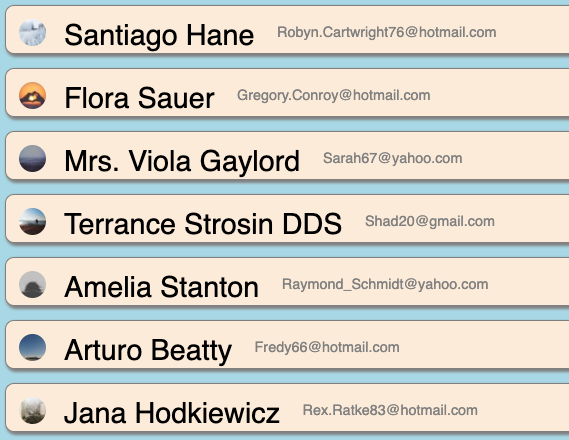 Santiago Hane Robyn.Cartwright76@hotmail.com
Flora Sauer Gregory.Conroy@hotmail.com
Mrs. Viola Gaylord Sarah67@yahoo.com
Terrance Strosin DDS Shad20@gmail.com
Amelia Stanton Raymond_Schmidt@yahoo.com
Arturo Beatty Fredy66@hotmail.com
Jana Hodkiewicz Rex.Ratke83@hotmail.com